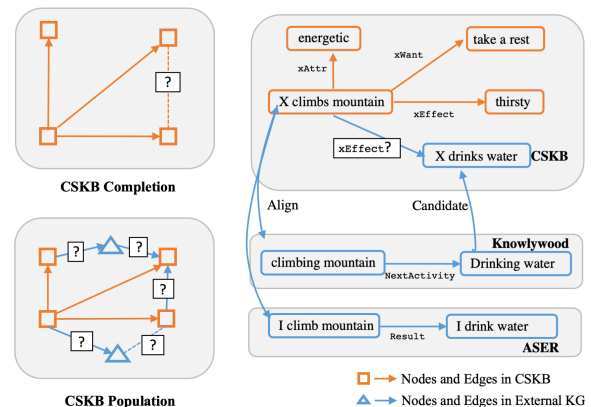 ?
CSKB Completion
?
?
?
?
CSKB Population
energetic
take a rest
xAttr
xWant
X climbs mountain
thirsty
xEffect
xEffect?
X drinks water
CSKB
Align
Candidate
Knowlywood
climbing mountain
Drinking water
NextActivity
I climb mountain
I drink water
Result
ASER
Nodes and Edges in CSKB
Nodes and Edges in External KG